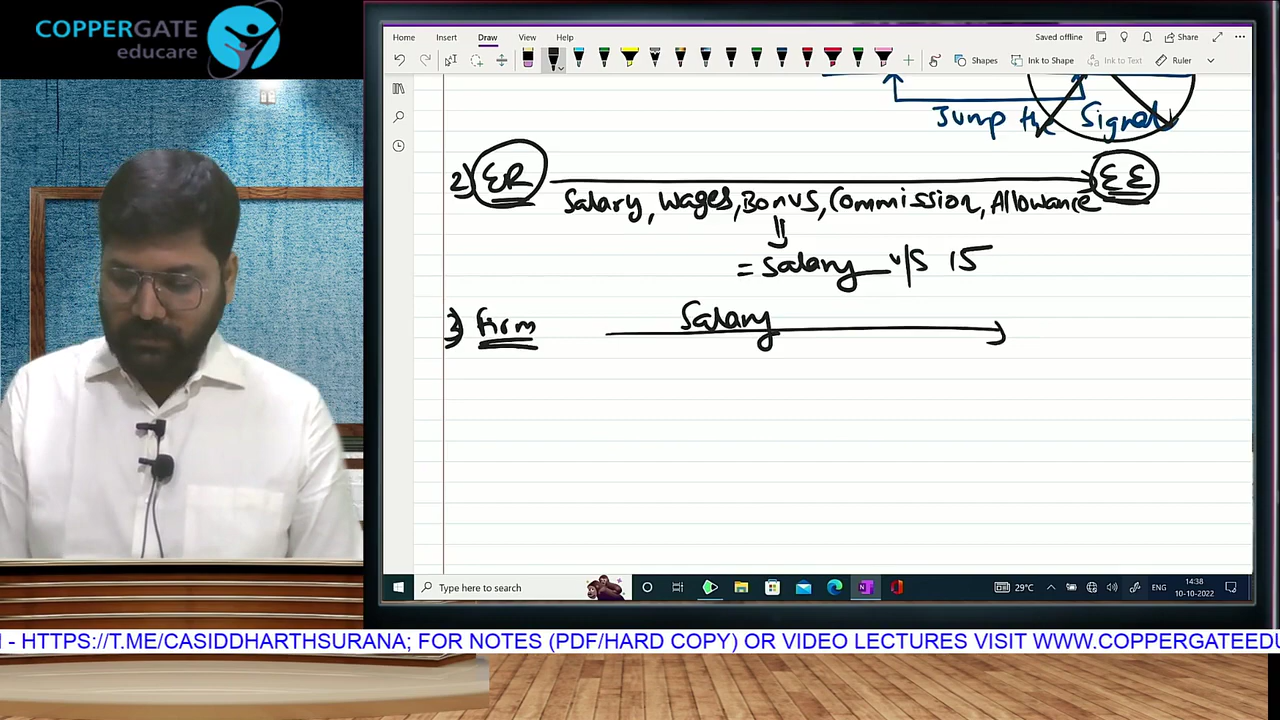 COPPERGATE
educare
Home Insert Draw View Help
Saved offline
Share
Shapes
Ink to Shape
Ink to Text
Ruler
Jump the Signal
2) ER EE
Salary, Wages, Bonus, Commission, Allowance
= Salary u/s 15
3) Firm Salary
Type here to search
29°C
ENG
14:38
10-10-2022
- HTTPS://T.ME/CASIDDHARTHSURANA; FOR NOTES (PDF/HARD COPY) OR VIDEO LECTURES VISIT WWW.COPPERGATEEDU